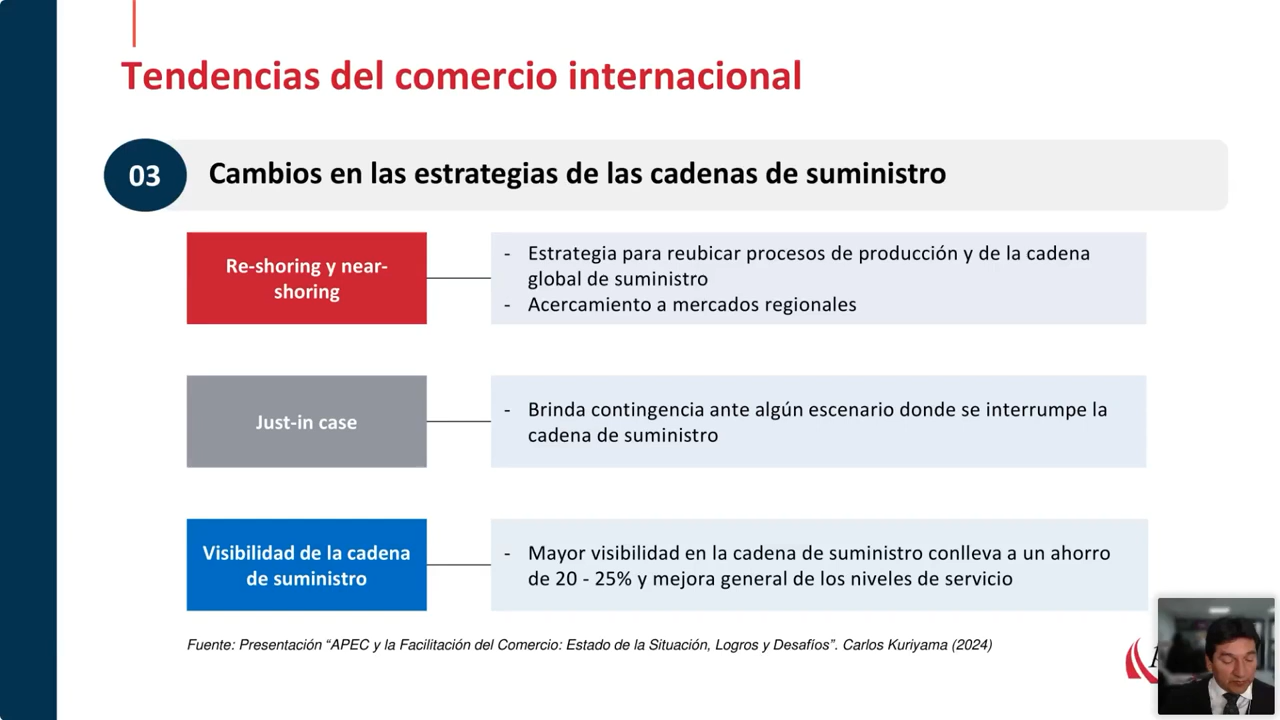 Tendencias del comercio internacional
03
Cambios en las estrategias de las cadenas de suministro
Re-shoring y near-
shoring
- Estrategia para reubicar procesos de producción y de la cadena
global de suministro
- Acercamiento a mercados regionales
Just-in case
- Brinda contingencia ante algún escenario donde se interrumpe la
cadena de suministro
Visibilidad de la cadena
de suministro
- Mayor visibilidad en la cadena de suministro conlleva a un ahorro
de 20 - 25% y mejora general de los niveles de servicio
Fuente: Presentación “APEC y la Facilitación del Comercio: Estado de la Situación, Logros y Desafíos”. Carlos Kuriyama (2024)